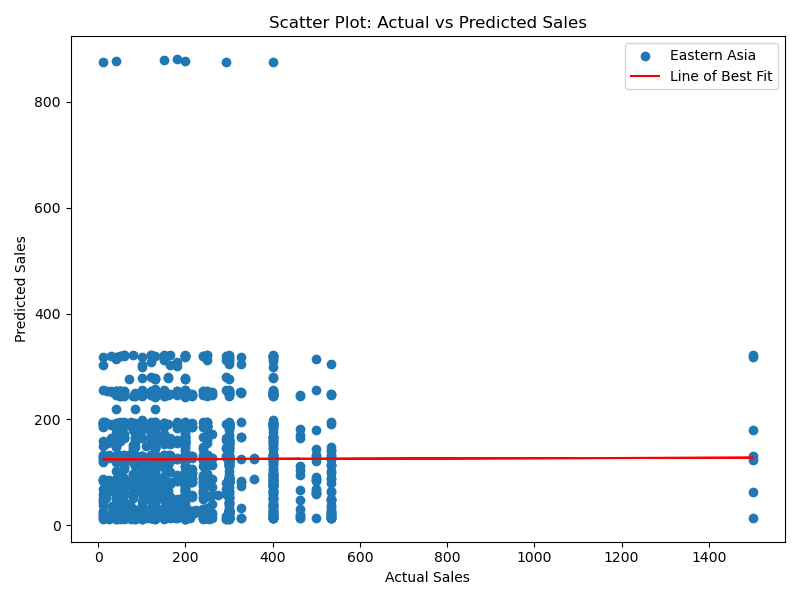 Scatter Plot: Actual vs Predicted Sales
Eastern Asia
Line of Best Fit
Predicted Sales
800
600
400
200
0
0 200 400 600 800 1000 1200 1400
Actual Sales